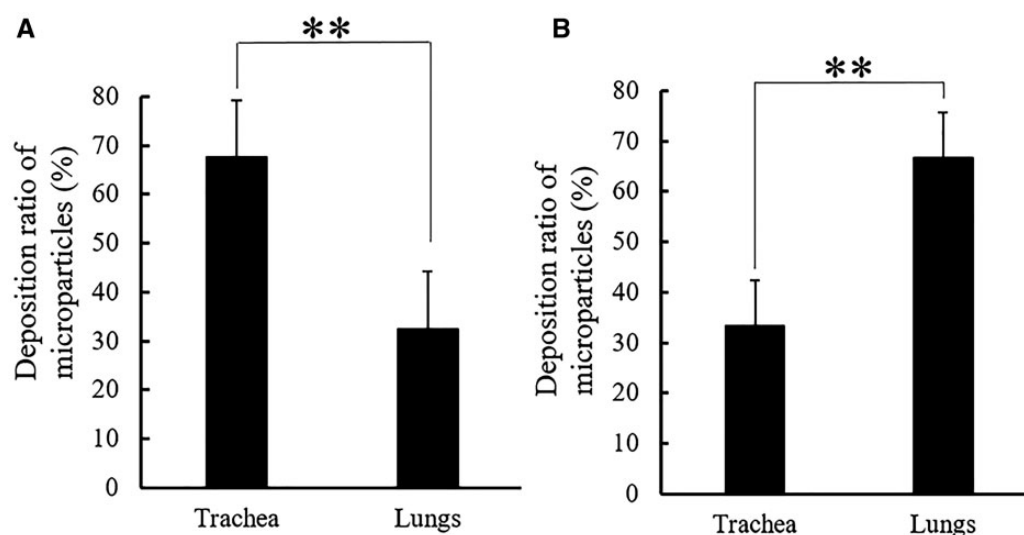 A
**
Deposition ratio of
microparticles (%)
80
70
60
50
40
30
20
10
0
Trachea
Lungs
B
**
Deposition ratio of
microparticles (%)
80
70
60
50
40
30
20
10
0
Trachea
Lungs